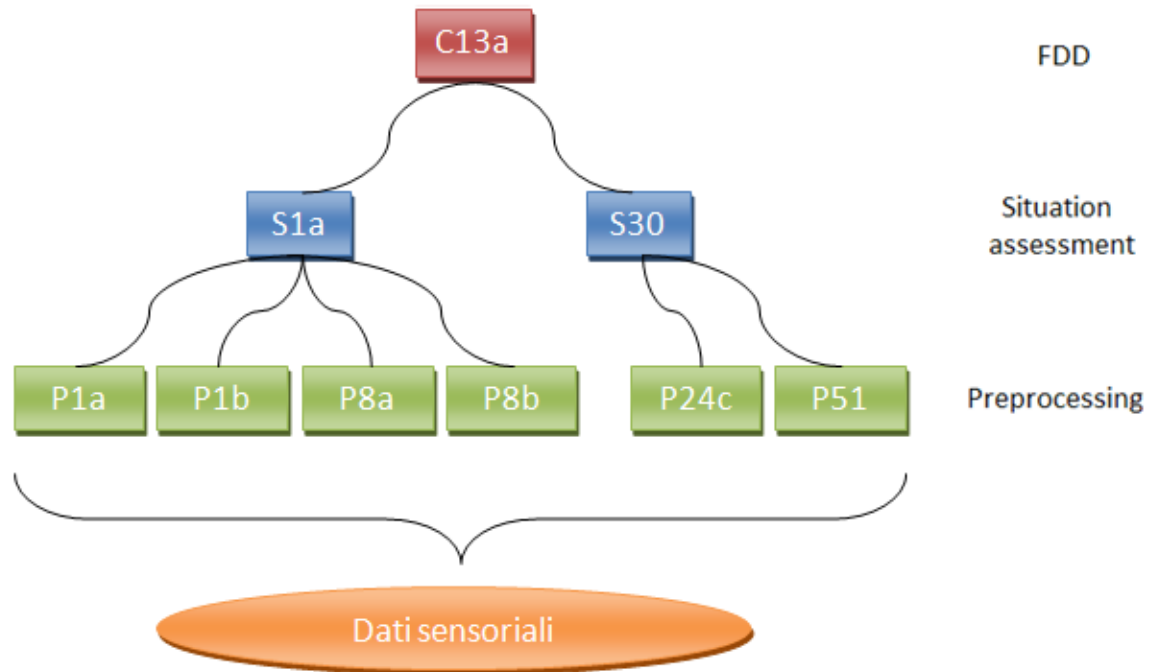 C13a
FDD
S1a
S30
Situation
assessment
P1a
P1b
P8a
P8b
P24c
P51
Preprocessing
Dati sensoriali